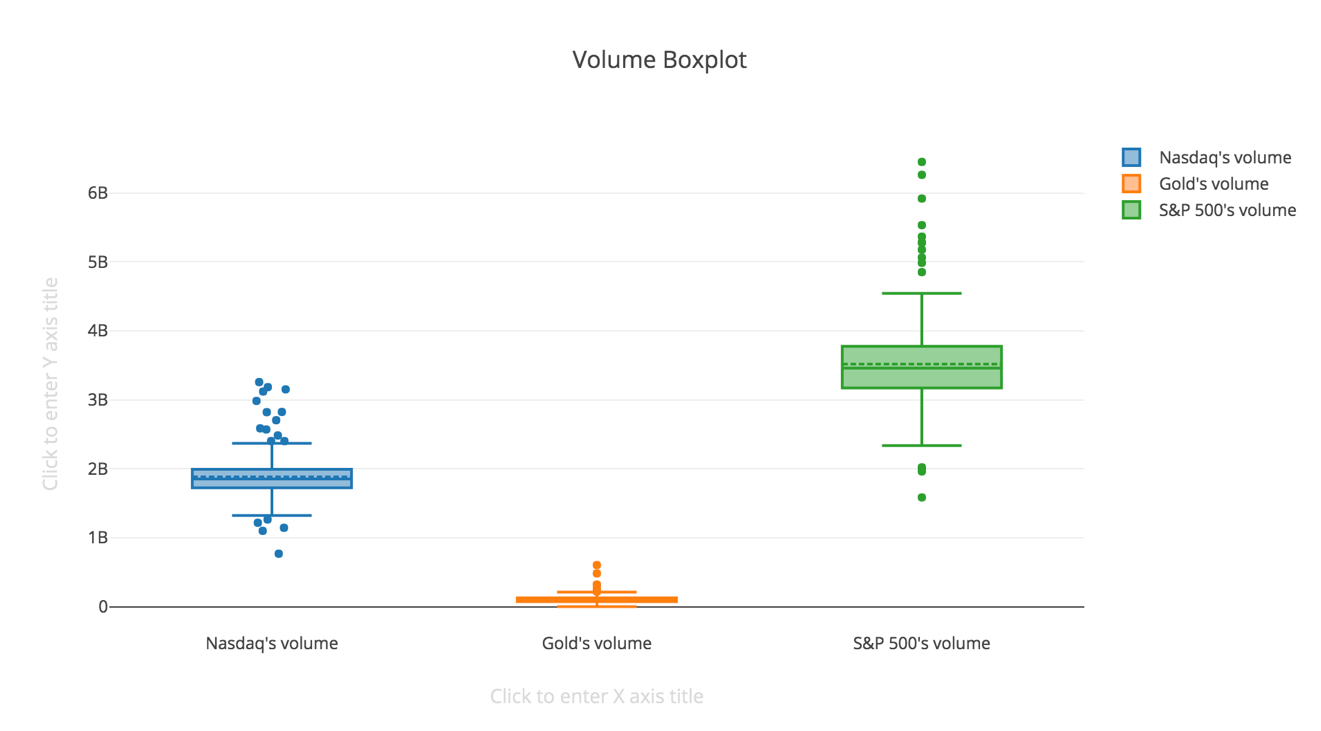 Volume Boxplot
Nasdaq's volume
Gold's volume
S&P 500's volume
Click to enter Y axis title
6B
5B
4B
3B
2B
1B
0
Nasdaq's volume
Gold's volume
S&P 500's volume
Click to enter X axis title